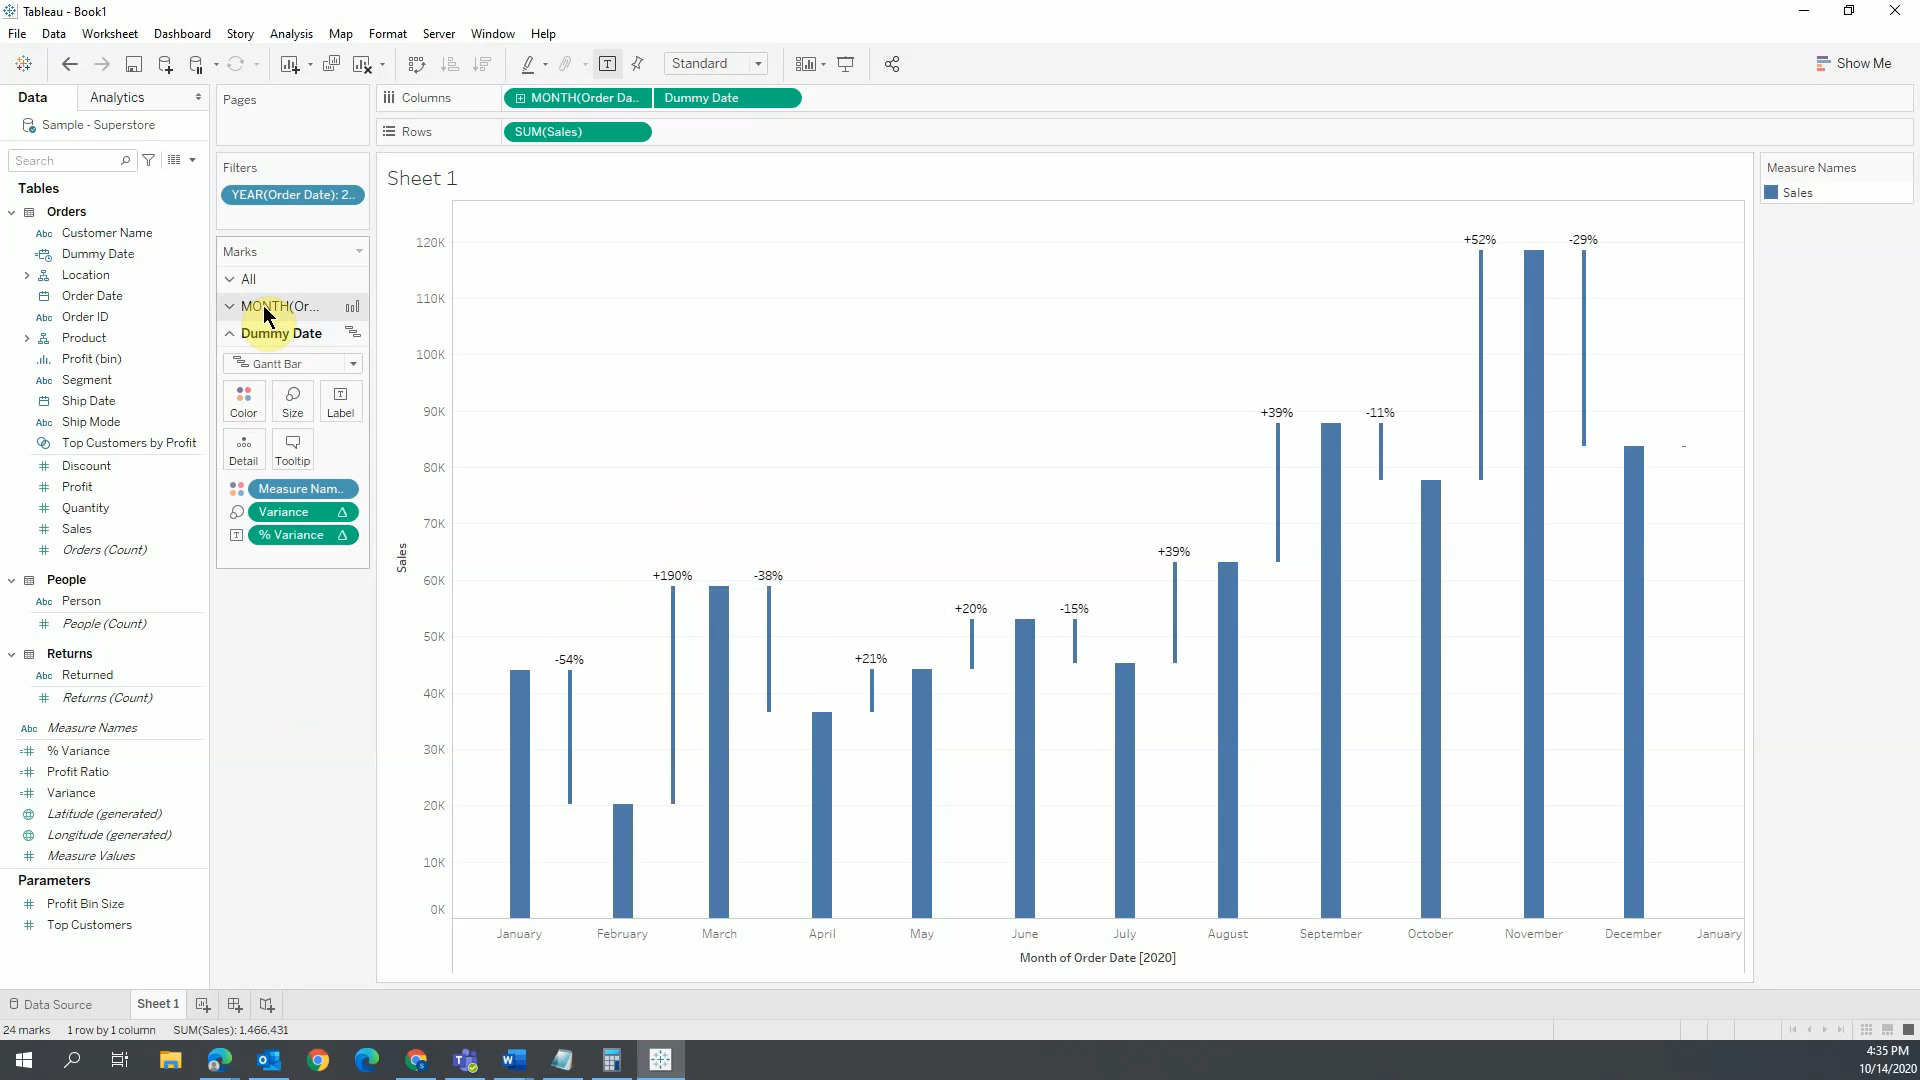 Tableau - Book1
File Data Worksheet Dashboard Story Analysis Map Format Server Window Help
Standard
Show Me
Data Analytics
Sample - Superstore
Search
Tables
Orders
Abc Customer Name
Dummy Date
Location
Order Date
Abc Order ID
Product
Profit (bin)
Abc Segment
Ship Date
Abc Ship Mode
Top Customers by Profit
# Discount
# Profit
# Quantity
# Sales
# Orders (Count)
People
Abc Person
# People (Count)
Returns
Abc Returned
# Returns (Count)
Abc Measure Names
=# % Variance
=# Profit Ratio
=# Variance
Latitude (generated)
Longitude (generated)
# Measure Values
Parameters
# Profit Bin Size
# Top Customers
Pages
Filters
YEAR(Order Date): 2..
Marks
All
MONTH(Or...
Dummy Date
Gantt Bar
Color Size Label
Detail Tooltip
Measure Nam..
Variance Δ
% Variance Δ
Columns MONTH(Order Da.. Dummy Date
Rows SUM(Sales)
Sheet 1
120K
110K
100K
90K
80K
70K
60K
50K
40K
30K
20K
10K
0K
Sales
-54% +190% -38% +21% +20% -15% +39% +39% -11% +52% -29%
January February March April May June July August September October November December January
Month of Order Date [2020]
Measure Names
Sales
Data Source Sheet 1
24 marks 1 row by 1 column SUM(Sales): 1,466,431
4:35 PM
10/14/2020